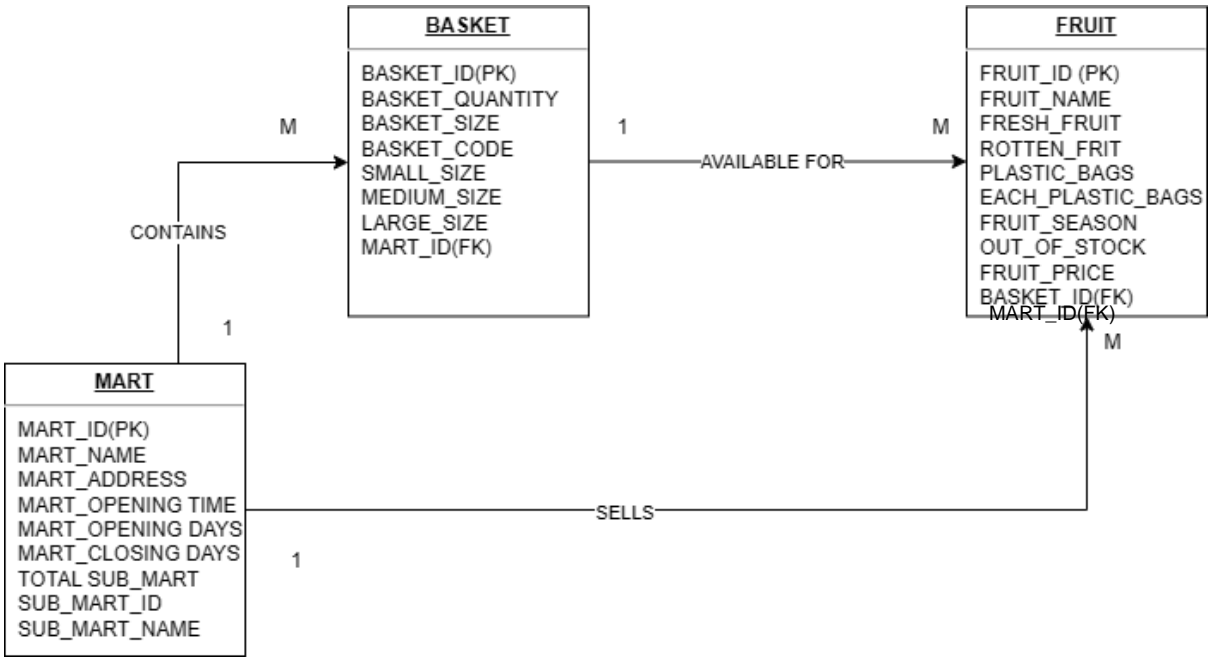 BASKET
BASKET_ID(PK)
BASKET_QUANTITY
BASKET_SIZE
BASKET_CODE
SMALL_SIZE
MEDIUM_SIZE
LARGE_SIZE
MART_ID(FK)
FRUIT
FRUIT_ID (PK)
FRUIT_NAME
FRESH_FRUIT
ROTTEN_FRIT
PLASTIC_BAGS
EACH_PLASTIC_BAGS
FRUIT_SEASON
OUT_OF_STOCK
FRUIT_PRICE
BASKET_ID(FK)
MART_ID(FK)
M
1
M
AVAILABLE FOR
CONTAINS
1
M
MART
MART_ID(PK)
MART_NAME
MART_ADDRESS
MART_OPENING TIME
MART_OPENING DAYS
MART_CLOSING DAYS
TOTAL SUB_MART
SUB_MART_ID
SUB_MART_NAME
SELLS
1